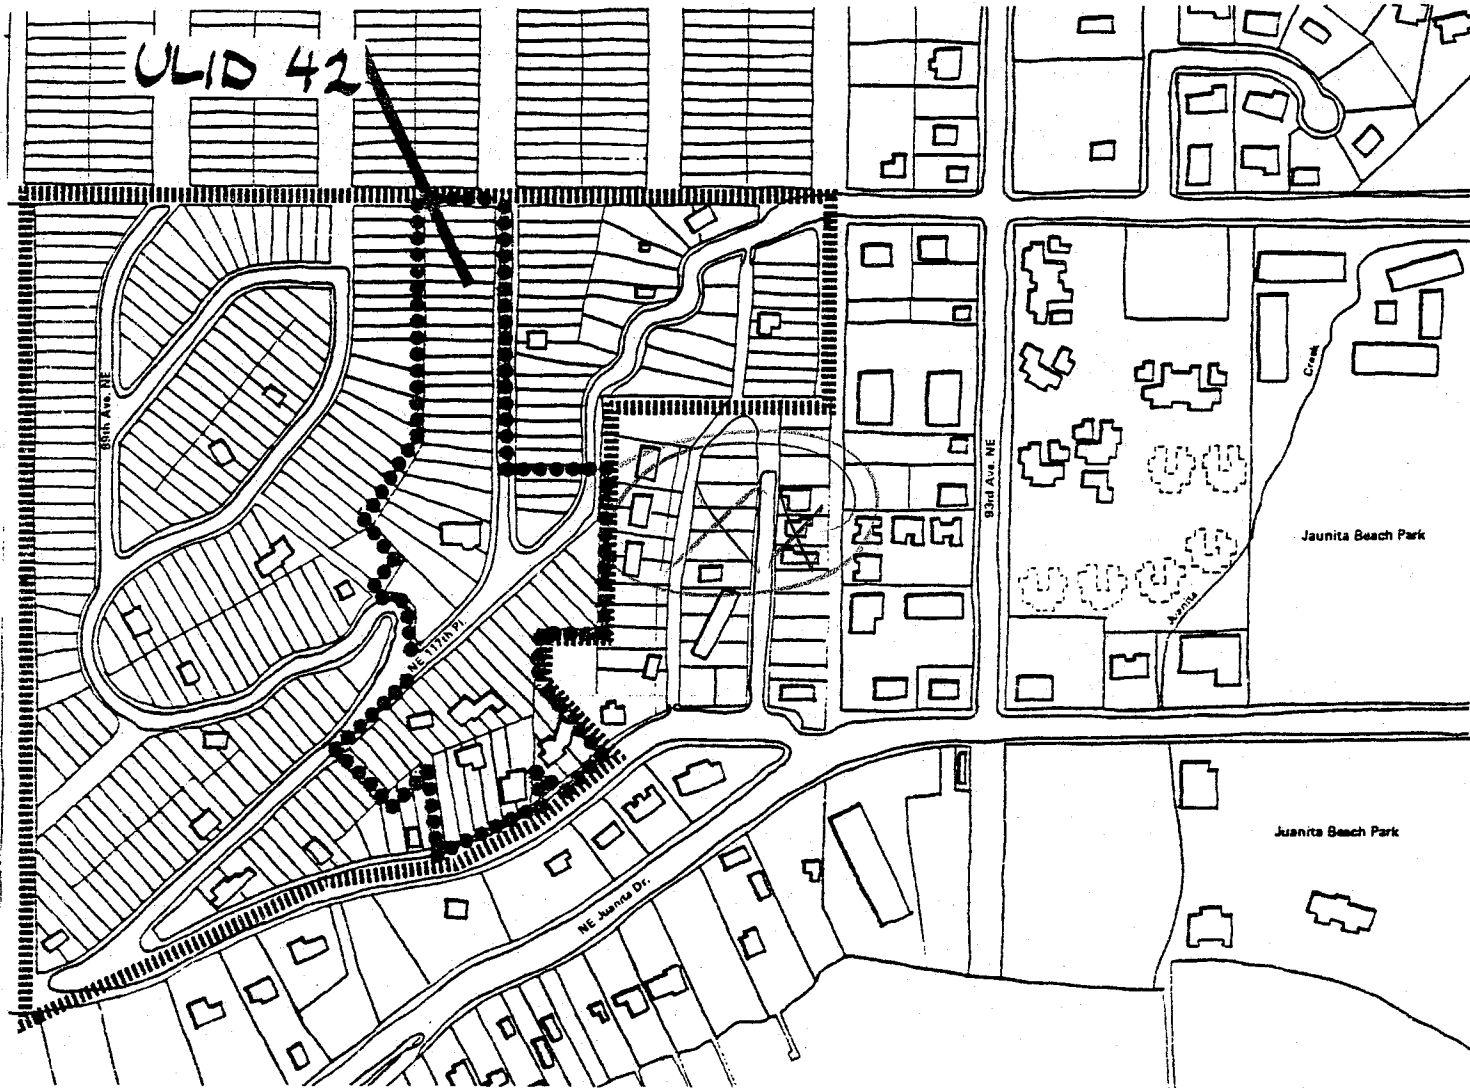 ULID 42
89th Ave. NE
93rd Ave. NE
Creek
Jaunita Beach Park
Juanita
NE 117th Pl.
Juanita Beach Park
NE Juanita Dr.